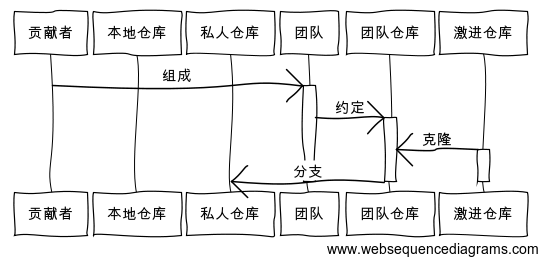 贡献者 本地仓库 私人仓库 团队 团队仓库 激进仓库
组成
约定
克隆
分支
贡献者 本地仓库 私人仓库 团队 团队仓库 激进仓库
www.websequencediagrams.com